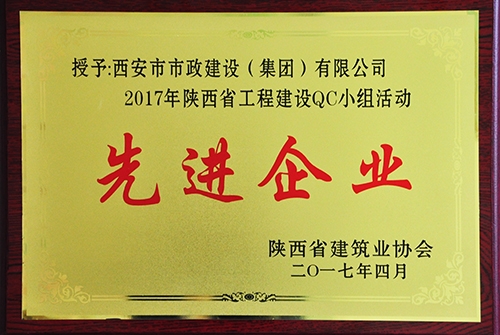 授予:西安市市政建设（集团）有限公司
2017年陕西省工程建设QC小组活动
先进企业
陕西省建筑业协会
二〇一七年四月